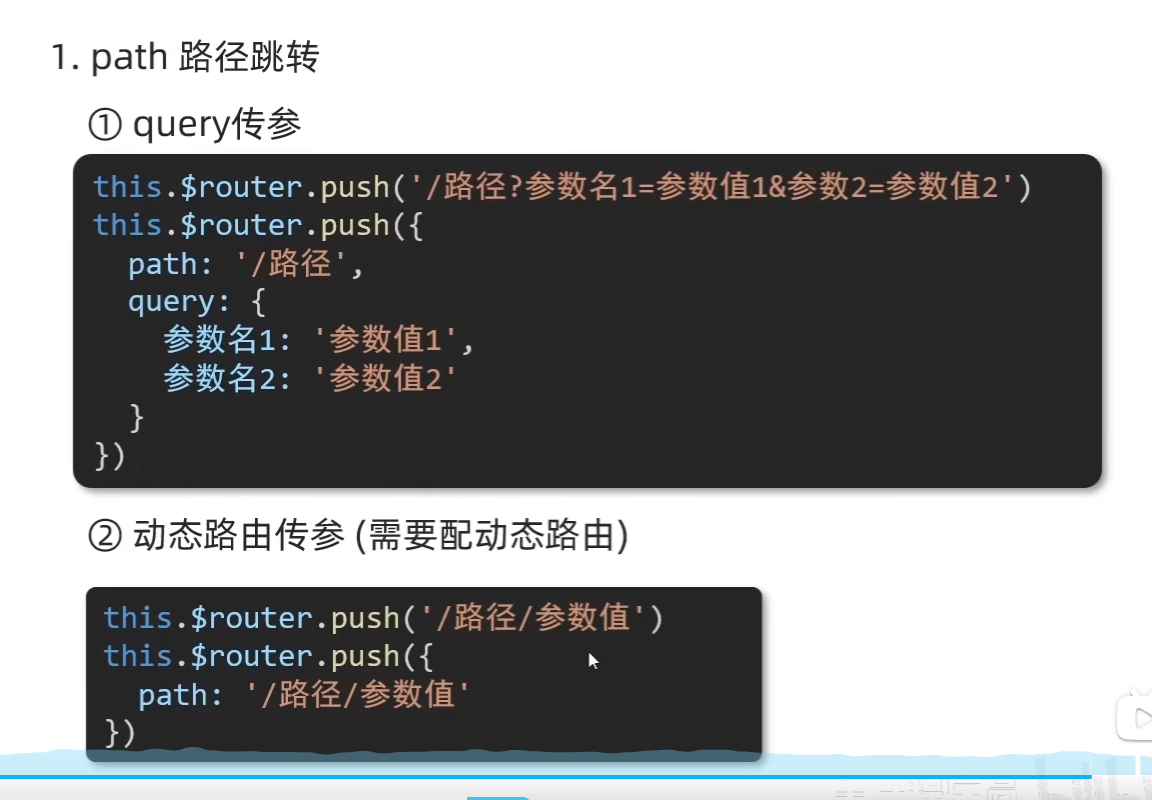 1. path 路径跳转
① query传参
this.$router.push('/路径?参数名1=参数值1&参数2=参数值2')
this.$router.push({
  path: '/路径',
  query: {
    参数名1: '参数值1',
    参数名2: '参数值2'
  }
})
② 动态路由传参 (需要配动态路由)
this.$router.push('/路径/参数值')
this.$router.push({
  path: '/路径/参数值'
})